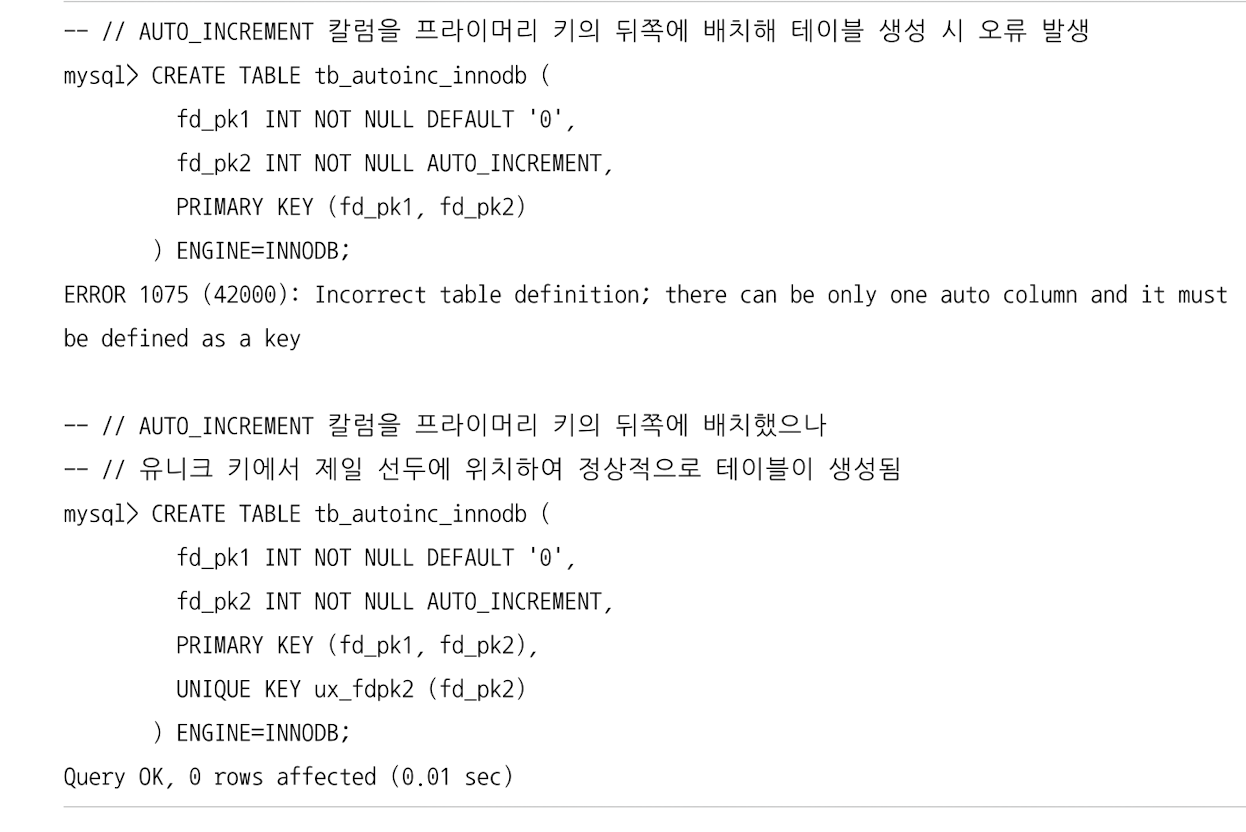 -- // AUTO_INCREMENT 칼럼을 프라이머리 키의 뒤쪽에 배치해 테이블 생성 시 오류 발생
mysql> CREATE TABLE tb_autoinc_innodb (
fd_pk1 INT NOT NULL DEFAULT '0',
fd_pk2 INT NOT NULL AUTO_INCREMENT,
PRIMARY KEY (fd_pk1, fd_pk2)
) ENGINE=INNODB;
ERROR 1075 (42000): Incorrect table definition; there can be only one auto column and it must
be defined as a key
-- // AUTO_INCREMENT 칼럼을 프라이머리 키의 뒤쪽에 배치했으나
-- // 유니크 키에서 제일 선두에 위치하여 정상적으로 테이블이 생성됨
mysql> CREATE TABLE tb_autoinc_innodb (
fd_pk1 INT NOT NULL DEFAULT '0',
fd_pk2 INT NOT NULL AUTO_INCREMENT,
PRIMARY KEY (fd_pk1, fd_pk2),
UNIQUE KEY ux_fdpk2 (fd_pk2)
) ENGINE=INNODB;
Query OK, 0 rows affected (0.01 sec)